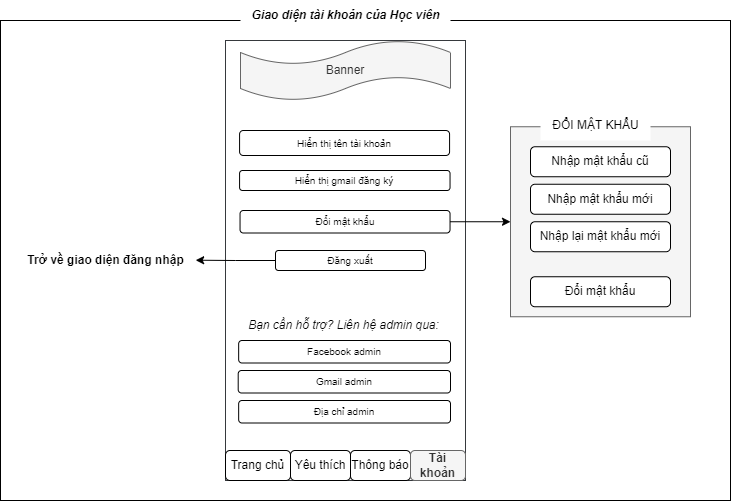 Giao diện tài khoản của Học viên
Banner
Hiển thị tên tài khoản
Hiển thị gmail đăng ký
Đổi mật khẩu
Đăng xuất
Trở về giao diện đăng nhập
ĐỔI MẬT KHẨU
Nhập mật khẩu cũ
Nhập mật khẩu mới
Nhập lại mật khẩu mới
Đổi mật khẩu
Bạn cần hỗ trợ? Liên hệ admin qua:
Facebook admin
Gmail admin
Địa chỉ admin
Trang chủ
Yêu thích
Thông báo
Tài
khoản